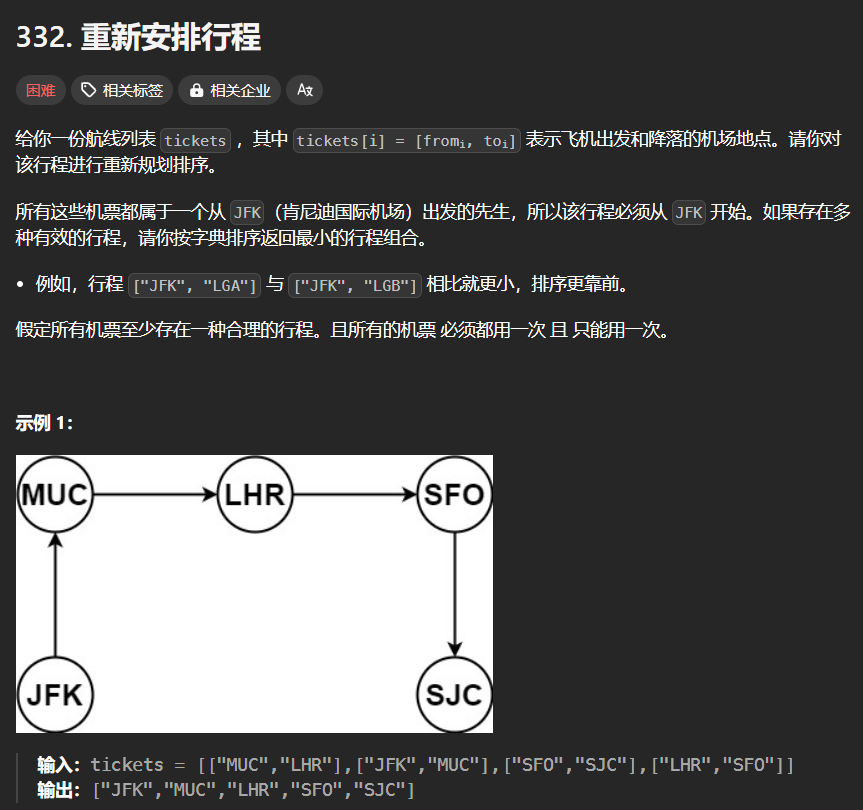 332. 重新安排行程
困难 相关标签 相关企业 A文
给你一份航线列表 tickets ，其中 tickets[i] = [fromi, toi] 表示飞机出发和降落的机场地点。请你对
该行程进行重新规划排序。
所有这些机票都属于一个从 JFK（肯尼迪国际机场）出发的先生，所以该行程必须从 JFK 开始。如果存在多
种有效的行程，请你按字典排序返回最小的行程组合。
• 例如，行程 ["JFK", "LGA"] 与 ["JFK", "LGB"] 相比就更小，排序更靠前。
假定所有机票至少存在一种合理的行程。且所有的机票 必须都用一次 且 只能用一次。
示例 1：
MUC LHR SFO
JFK SJC
输入：tickets = [["MUC","LHR"],["JFK","MUC"],["SFO","SJC"],["LHR","SFO"]]
输出：["JFK","MUC","LHR","SFO","SJC"]